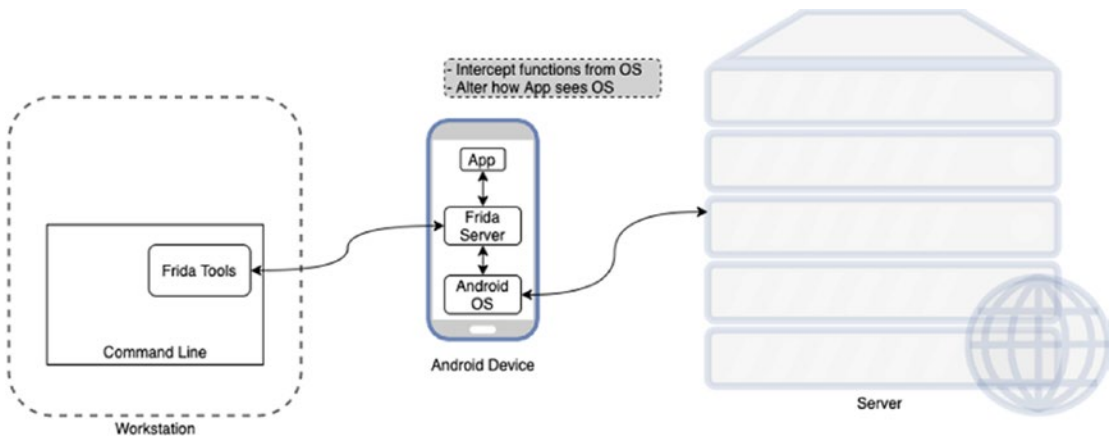 - Intercept functions from OS
- Alter how App sees OS
App
Frida
Server
Frida Tools
Android
OS
Command Line
Android Device
Server
Workstation